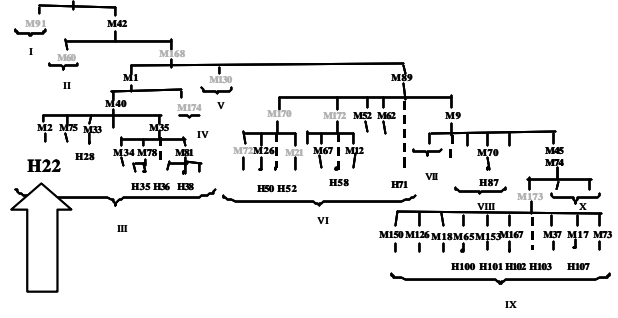 M91 M42
I
M60 M168
II
M1 M130 M89
V
M40 M174
IV
M170 M172 M52 M62 M9
M2 M75 M33 M35
H28
M34 M78 M81
M72 M26 M21 M67 M12
VII
M70 M45
M74
H22
H35 H36 H38
H50 H52 H58 H71
H87
M173
VIII X
III
VI
M150 M126 M18 M65 M153 M167 M37 M17 M73
H100 H101 H102 H103 H107
IX